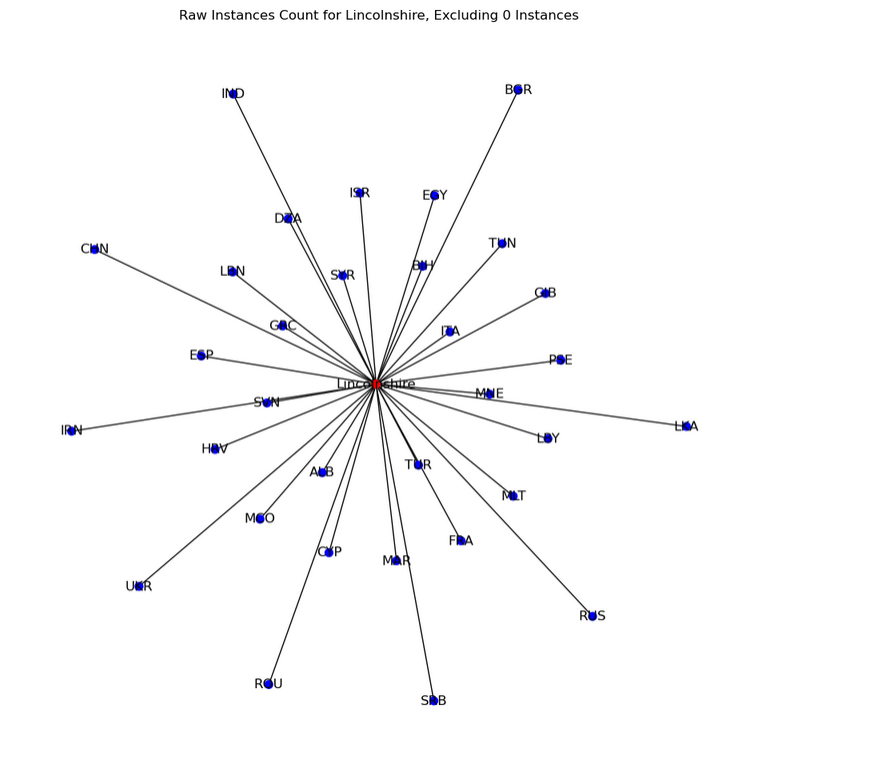 Raw Instances Count for Lincolnshire, Excluding 0 Instances
BGR
IND
ISR
EGY
DZA
TUN
CHN
BIH
LBN
SYR
GIB
GRC
ITA
ESP
PSE
Lincolnshire
MNE
SVN
LKA
IRN
LBY
HRV
TUR
ALB
MLT
MCO
FRA
CYP
MAR
UKR
RUS
ROU
SRB